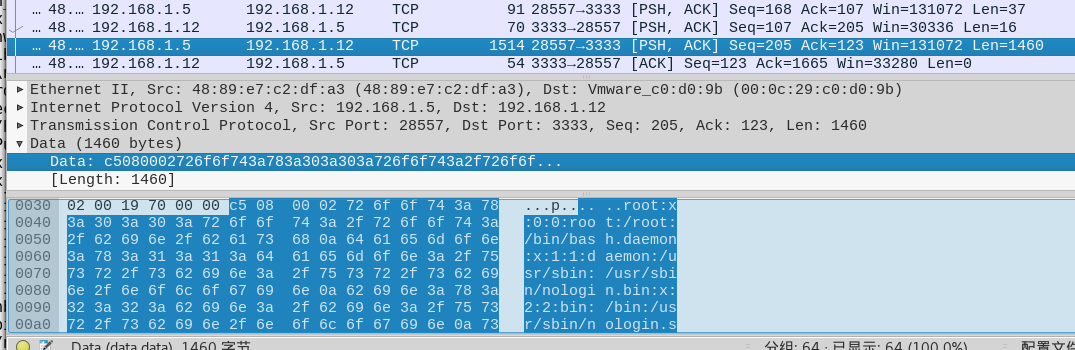 ... 48.... 192.168.1.5 192.168.1.12 TCP 91 28557→3333 [PSH, ACK] Seq=168 Ack=107 Win=131072 Len=37
... 48.... 192.168.1.12 192.168.1.5 TCP 70 3333→28557 [PSH, ACK] Seq=107 Ack=205 Win=30336 Len=16
... 48.... 192.168.1.5 192.168.1.12 TCP 1514 28557→3333 [PSH, ACK] Seq=205 Ack=123 Win=131072 Len=1460
... 48.... 192.168.1.12 192.168.1.5 TCP 54 3333→28557 [ACK] Seq=123 Ack=1665 Win=33280 Len=0
Ethernet II, Src: 48:89:e7:c2:df:a3 (48:89:e7:c2:df:a3), Dst: Vmware_c0:d0:9b (00:0c:29:c0:d0:9b)
Internet Protocol Version 4, Src: 192.168.1.5, Dst: 192.168.1.12
Transmission Control Protocol, Src Port: 28557, Dst Port: 3333, Seq: 205, Ack: 123, Len: 1460
Data (1460 bytes)
Data: c5080002726f6f743a783a303a303a726f6f743a2f726f6f...
[Length: 1460]
0030 02 00 19 70 00 00 c5 08 00 02 72 6f 6f 74 3a 78 ...p.... ..root:x
0040 3a 30 3a 30 3a 72 6f 6f 74 3a 2f 72 6f 6f 74 3a :0:0:roo t:/root:
0050 2f 62 69 6e 2f 62 61 73 68 0a 64 61 65 6d 6f 6e /bin/bas h.daemon
0060 3a 78 3a 31 3a 31 3a 64 61 65 6d 6f 6e 3a 2f 75 :x:1:1:d aemon:/u
0070 73 72 2f 73 62 69 6e 3a 2f 75 73 72 2f 73 62 69 sr/sbin: /usr/sbi
0080 6e 2f 6e 6f 6c 6f 67 69 6e 0a 62 69 6e 3a 78 3a n/nologi n.bin:x:
0090 32 3a 32 3a 62 69 6e 3a 2f 62 69 6e 3a 2f 75 73 2:2:bin: /bin:/us
00a0 72 2f 73 62 69 6e 2f 6e 6f 6c 6f 67 69 6e 0a 73 r/sbin/n ologin.s
Data (data.data), 1460 字节 分组: 64 · 已显示: 64 (100.0%) 配置文件